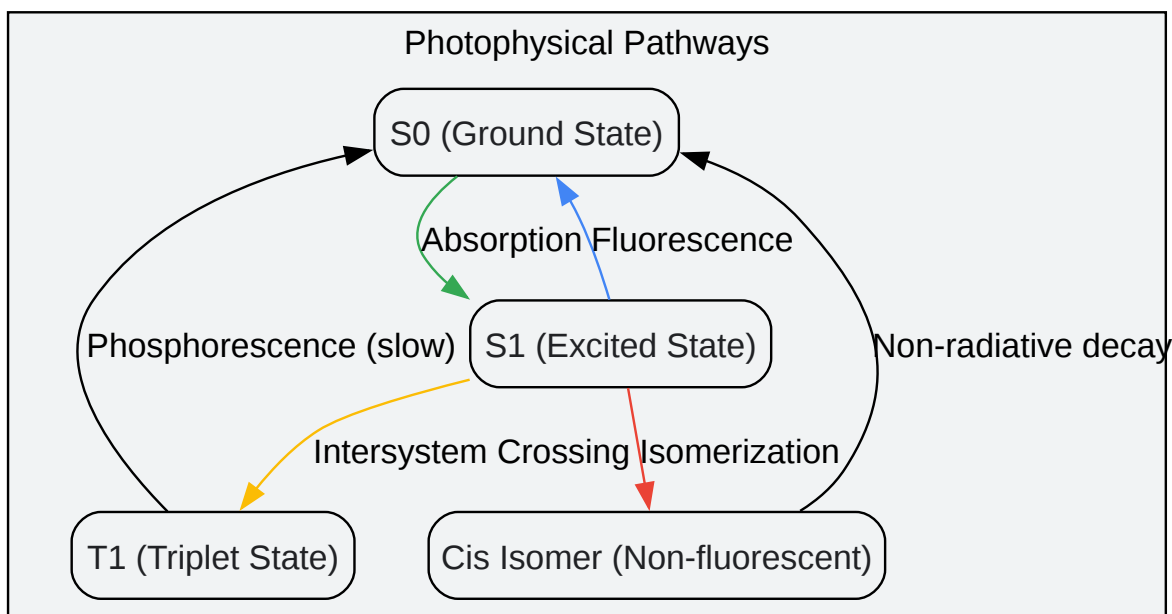 Photophysical Pathways
S0 (Ground State)
Absorption
Fluorescence
S1 (Excited State)
Phosphorescence (slow)
Non-radiative decay
Intersystem Crossing
Isomerization
T1 (Triplet State)
Cis Isomer (Non-fluorescent)